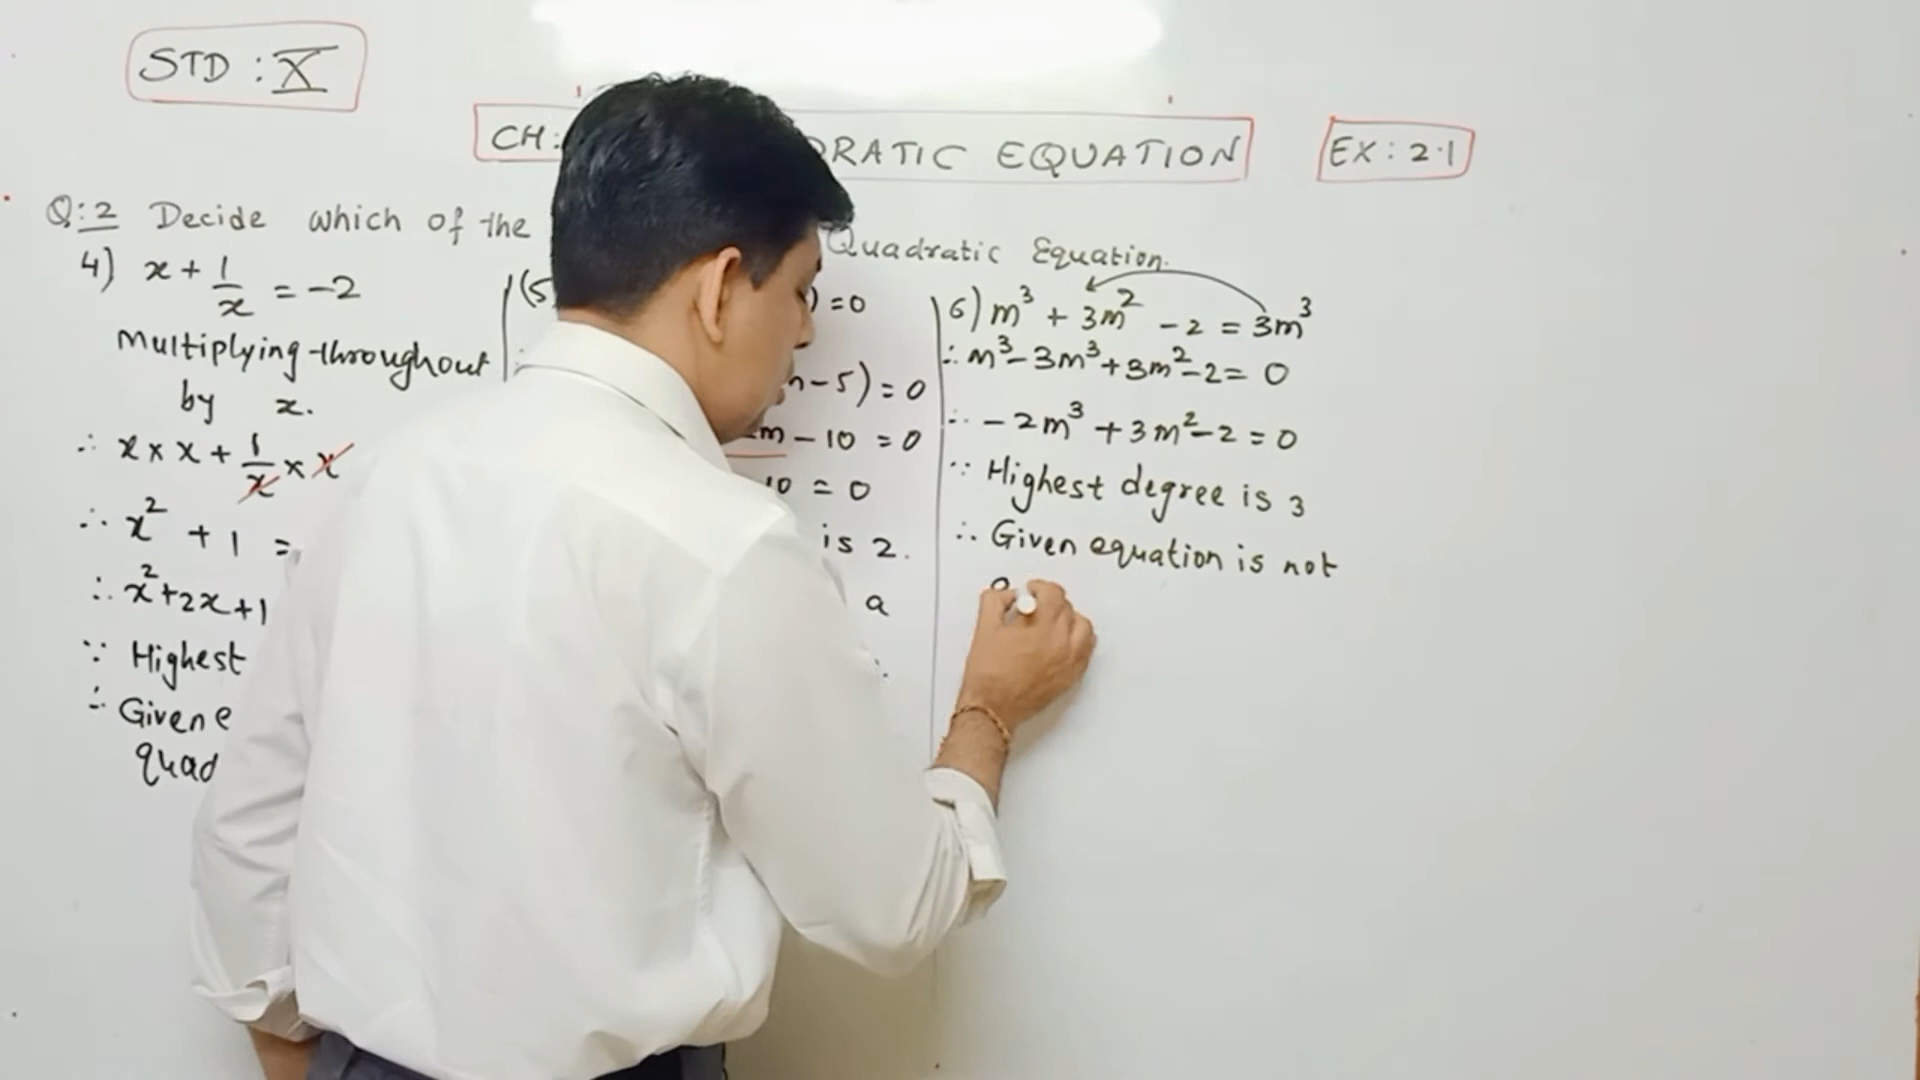 STD : X
CH:
DRATIC EQUATION
EX: 2.1
Q:2 Decide which of the
Quadratic Equation.
4) x + 1/x = -2
Multiplying throughout
by x.
∴ x × x + 1/x × x
∴ x² + 1 =
∴ x²+2x+1
∵ Highest
∴ Given e
quad
(5
) = 0
n-5) = 0
m - 10 = 0
10 = 0
is 2.
a
6) m³ + 3m² - 2 = 3m³
∴ m³ - 3m³ + 3m² - 2 = 0
∴ -2m³ + 3m² - 2 = 0
∵ Highest degree is 3
∴ Given equation is not